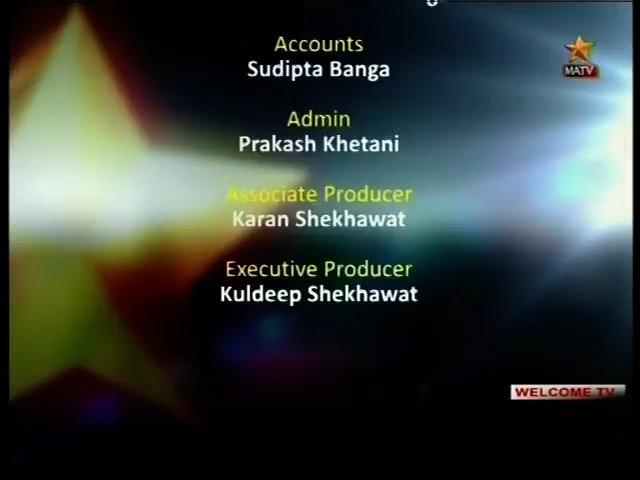 Accounts
Sudipta Banga
MATV
Admin
Prakash Khetani
Associate Producer
Karan Shekhawat
Executive Producer
Kuldeep Shekhawat
WELCOME TV